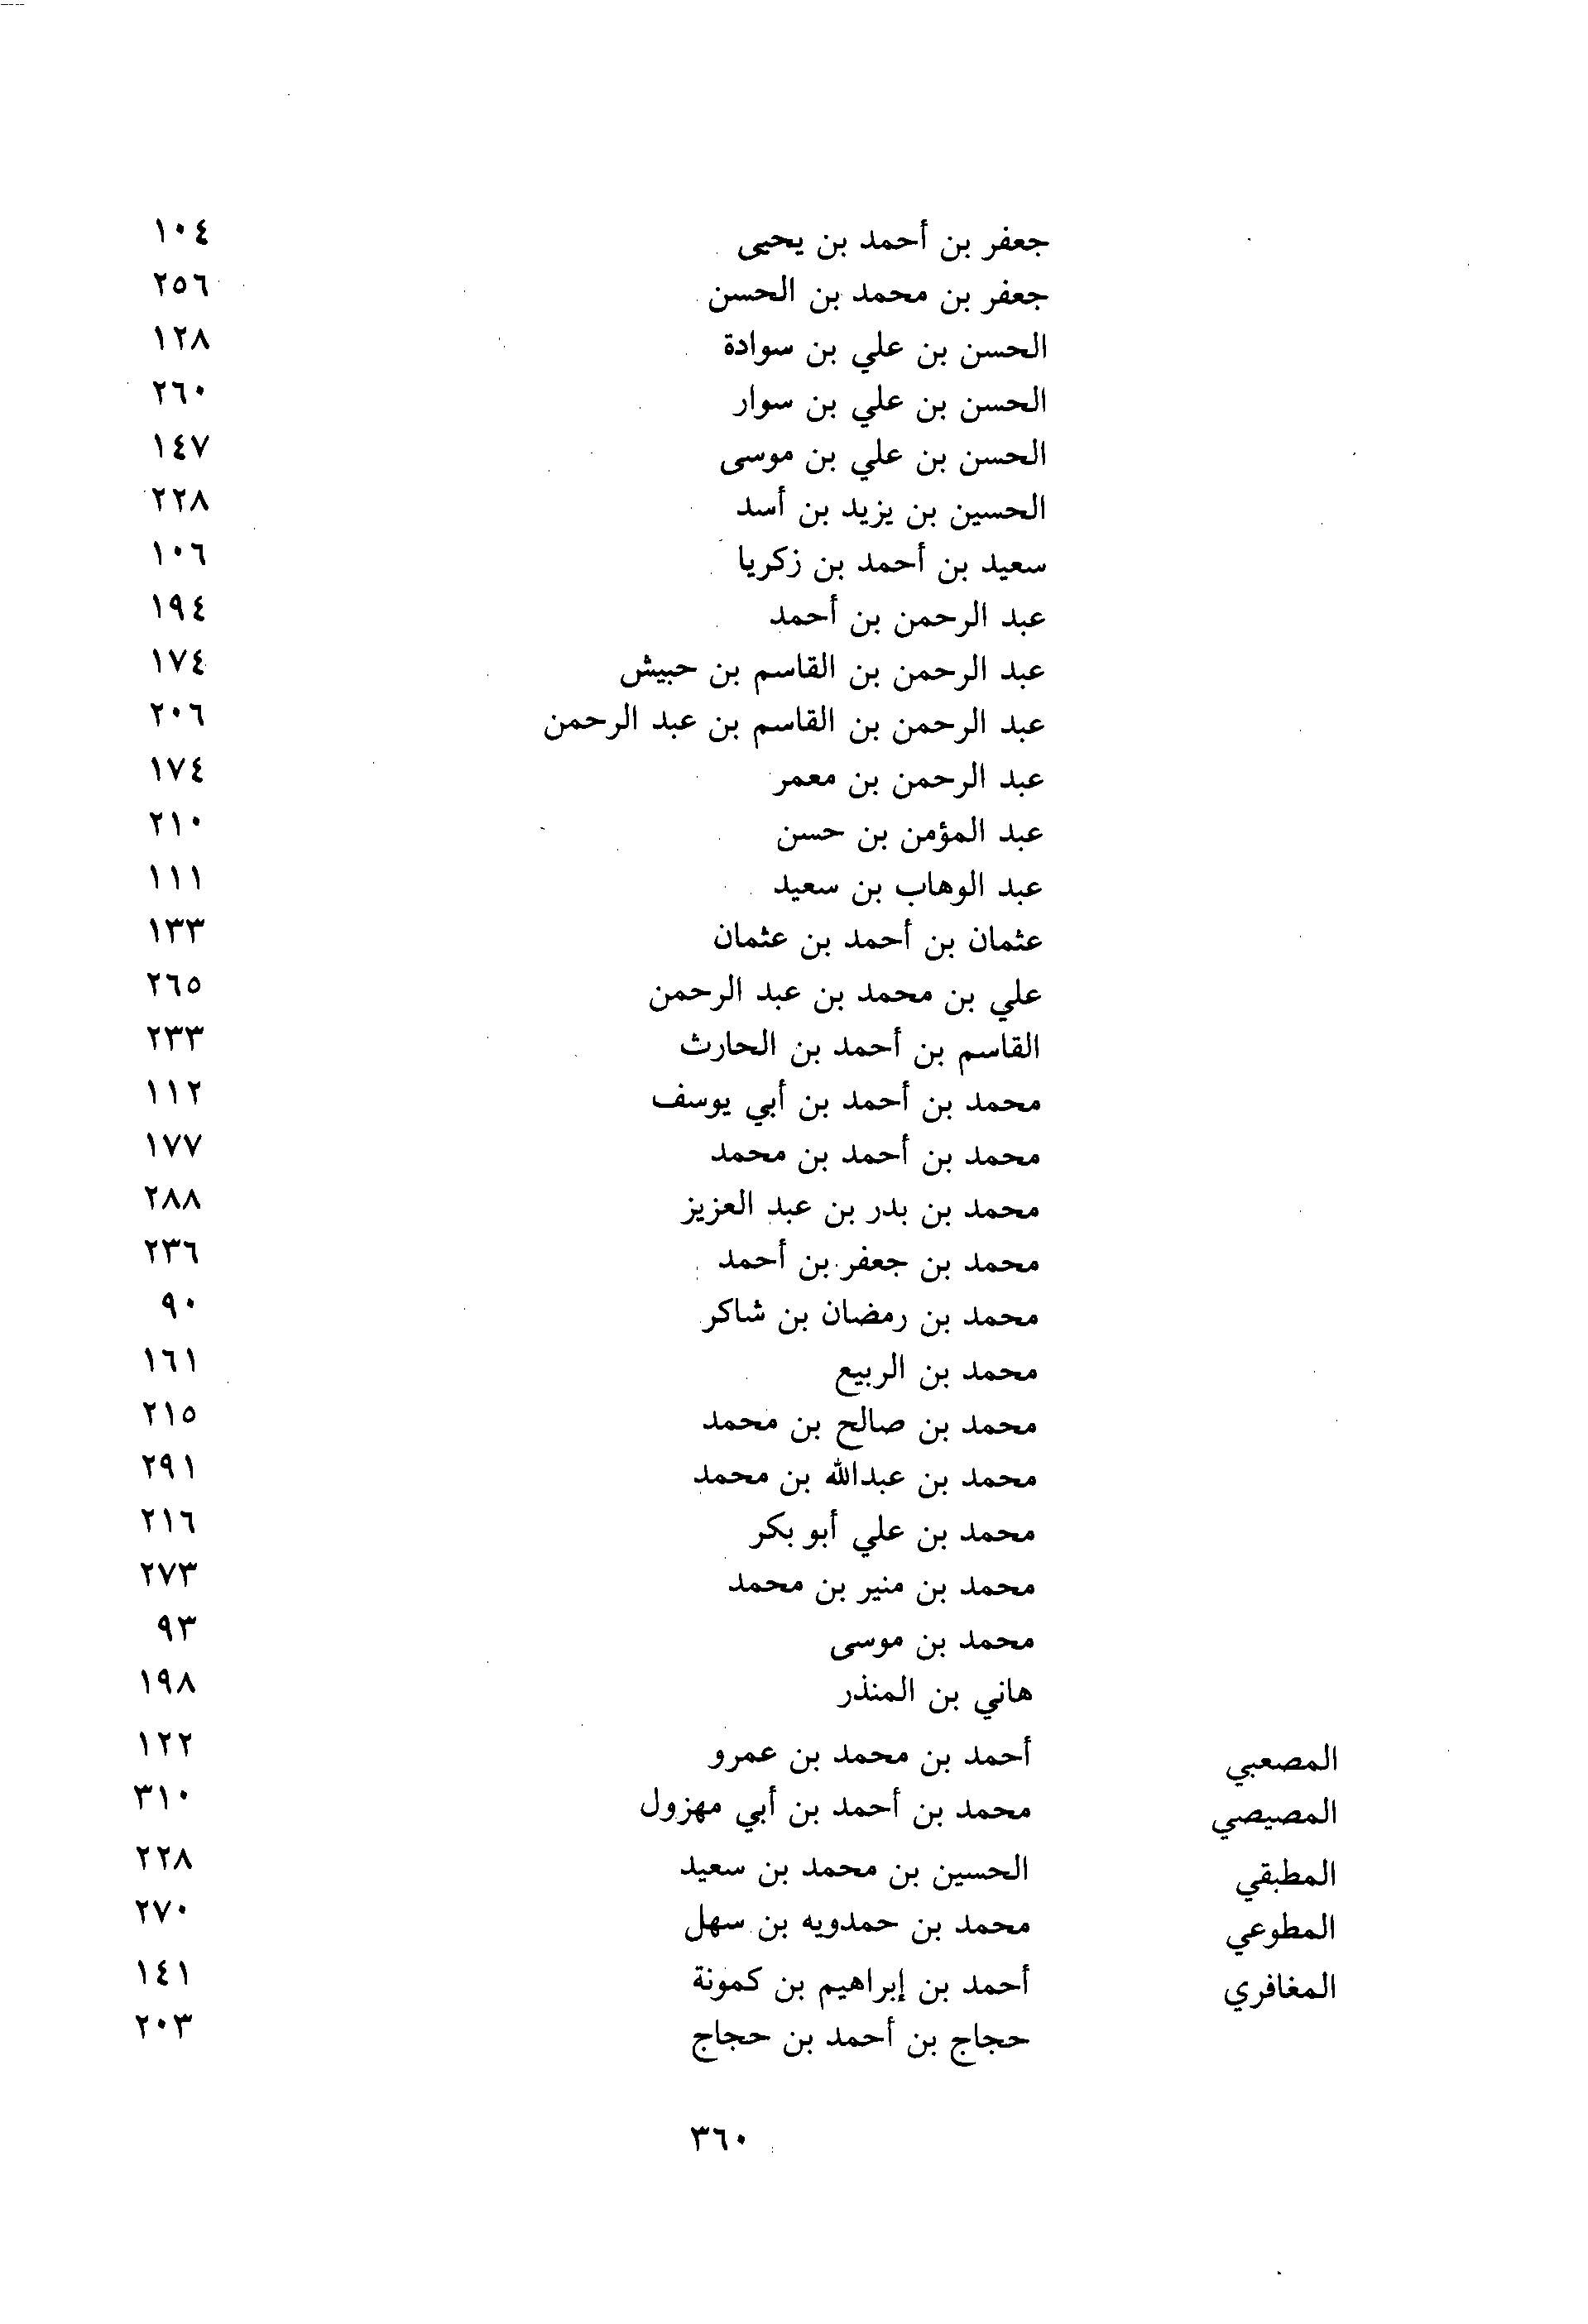 جعفر بن أحمد بن يحيى ١٠٤
جعفر بن محمد بن الحسن ٢٥٦
الحسن بن علي بن سوادة ١٢٨
الحسن بن علي بن سوار ٢٦٠
الحسن بن علي بن موسى ١٤٧
الحسين بن يزيد بن أسد ٢٢٨
سعيد بن أحمد بن زكريا ١٠٦
عبد الرحمن بن أحمد ١٩٤
عبد الرحمن بن القاسم بن حبيش ١٧٤
عبد الرحمن بن القاسم بن عبد الرحمن ٢٠٦
عبد الرحمن بن معمر ١٧٤
عبد المؤمن بن حسن ٢١٠
عبد الوهاب بن سعيد ١١١
عثمان بن أحمد بن عثمان ١٣٣
علي بن محمد بن عبد الرحمن ٢٦٥
القاسم بن أحمد بن الحارث ٢٣٣
محمد بن أحمد بن أبي يوسف ١١٢
محمد بن أحمد بن محمد ١٧٧
محمد بن بدر بن عبد العزيز ٢٨٨
محمد بن جعفر بن أحمد ٢٣٦
محمد بن رمضان بن شاكر ٩٠
محمد بن الربيع ١٦١
محمد بن صالح بن محمد ٢١٥
محمد بن عبدالله بن محمد ٢٩١
محمد بن علي أبو بكر ٢١٦
محمد بن منير بن محمد ٢٧٣
محمد بن موسى ٩٣
هاني بن المنذر ١٩٨
المصعبي أحمد بن محمد بن عمرو ١٢٢
المصيصي محمد بن أحمد بن أبي مهزول ٣١٠
المطبقي الحسين بن محمد بن سعيد ٢٢٨
المطوعي محمد بن حمدويه بن سهل ٢٧٠
المغافري أحمد بن إبراهيم بن كمونة ١٤١
حجاج بن أحمد بن حجاج ٢٠٣
٣٦٠